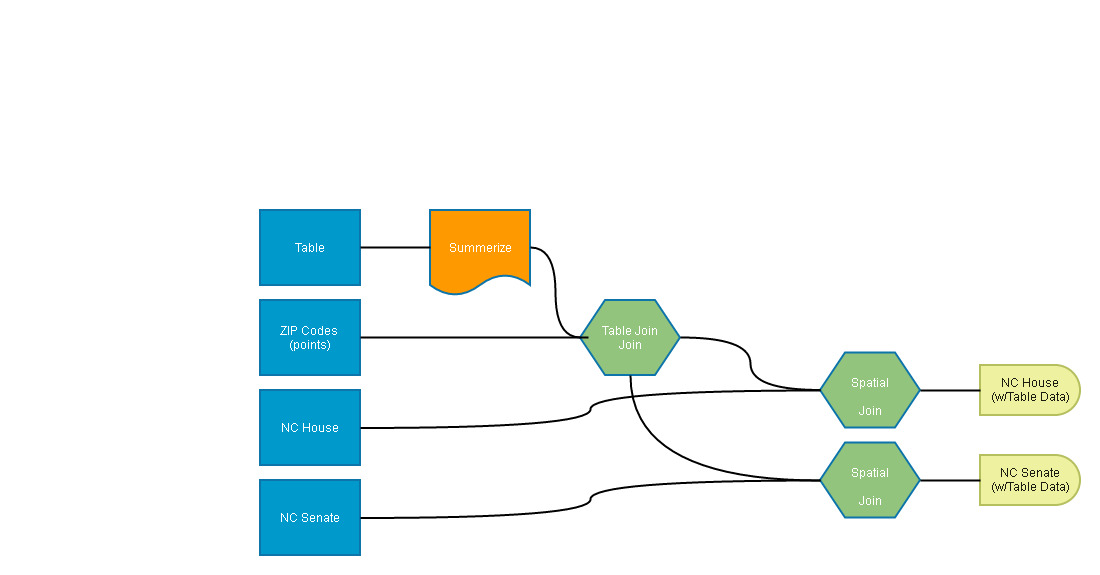 Table
Summerize
ZIP Codes
(points)
Table Join
Join
NC House
Spatial
Join
NC House
(w/Table Data)
NC Senate
Spatial
Join
NC Senate
(w/Table Data)